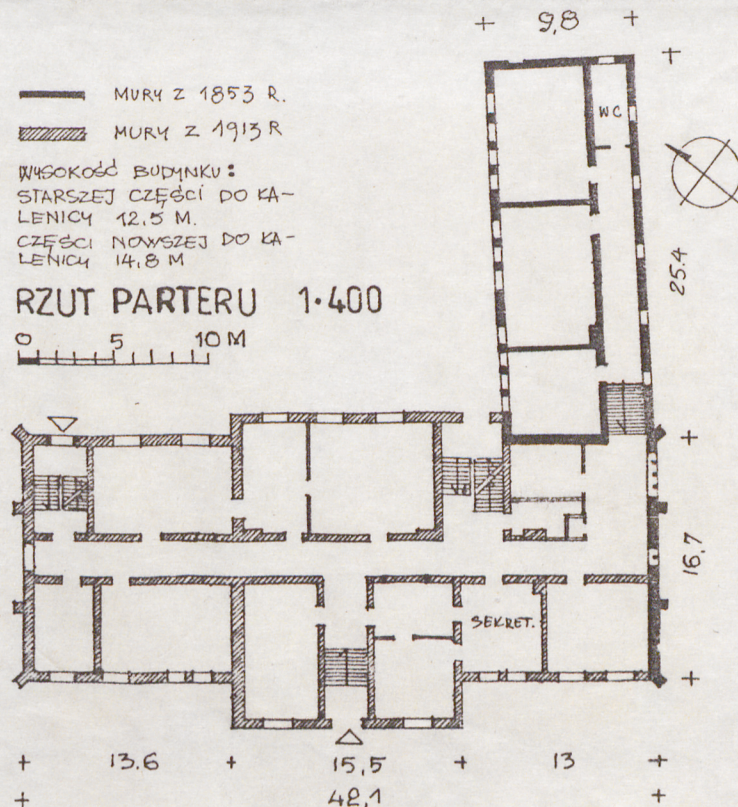 9,8
MURY Z 1853 R.
MURY Z 1913 R
WYSOKOŚĆ BUDYNKU:
STARSZEJ CZĘŚCI DO KA-
LENICY 12,5 M.
CZĘŚCI NOWSZEJ DO KA-
LENICY 14,8 M
RZUT PARTERU 1:400
0 5 10 M
WC
25.4
16,7
SEKRET.
13.6 15,5 13
42,1